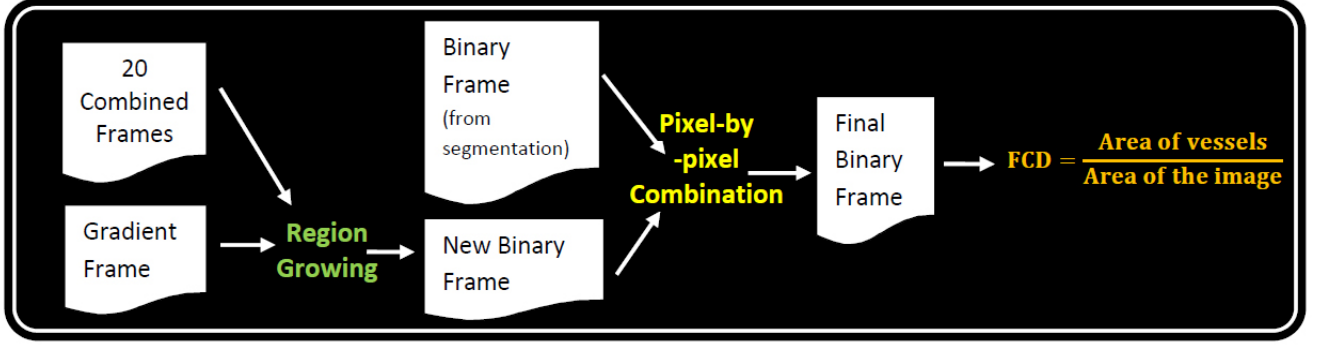 20
Combined
Frames
Gradient
Frame
Region
Growing
Binary
Frame
(from
segmentation)
New Binary
Frame
Pixel-by
-pixel
Combination
Final
Binary
Frame
FCD = Area of vessels
Area of the image